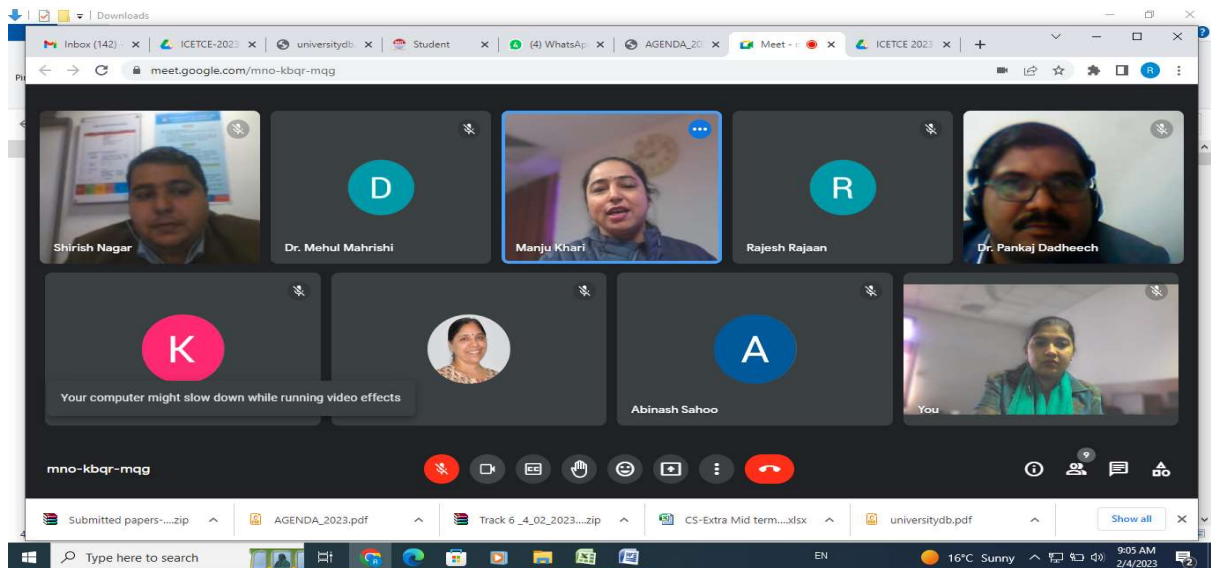 Downloads
Inbox (142) -
ICETCE-2023
universitydb.
Student
(4) WhatsAp
AGENDA_20
Meet -
ICETCE 2023
meet.google.com/mno-kbqr-mqg
R
Shirish Nagar
D
Dr. Mehul Mahrishi
Manju Khari
R
Rajesh Rajaan
Dr. Pankaj Dadheech
K
Your computer might slow down while running video effects
A
Abinash Sahoo
You
mno-kbqr-mqg
CC
9
Submitted papers-....zip
AGENDA_2023.pdf
Track 6 _4_02_2023....zip
CS-Extra Mid term....xlsx
universitydb.pdf
Show all
Type here to search
EN
16°C Sunny
9:05 AM
2/4/2023
2